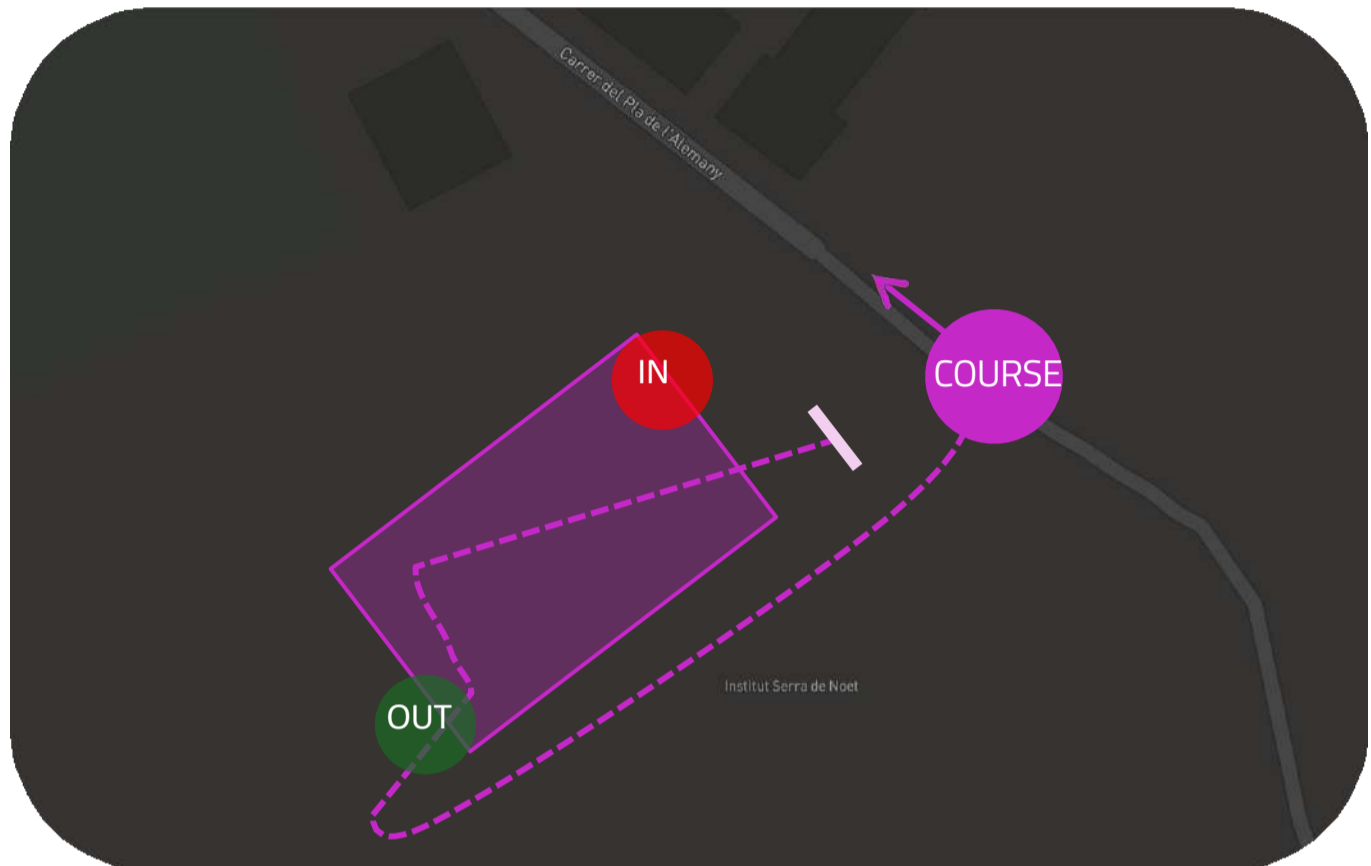 Carrer del Pla de l'Alemany
IN
COURSE
Institut Serra de Noet
OUT